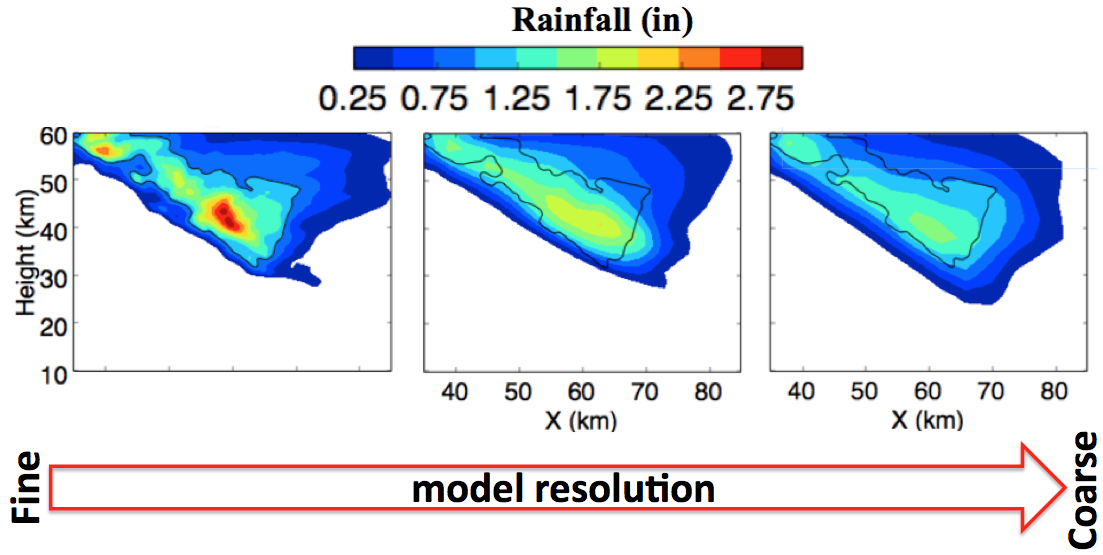 Rainfall (in)
0.25 0.75 1.25 1.75 2.25 2.75
Height (km)
60
50
40
30
20
10
40 50 60 70 80
X (km)
40 50 60 70 80
X (km)
Fine
model resolution
Coarse